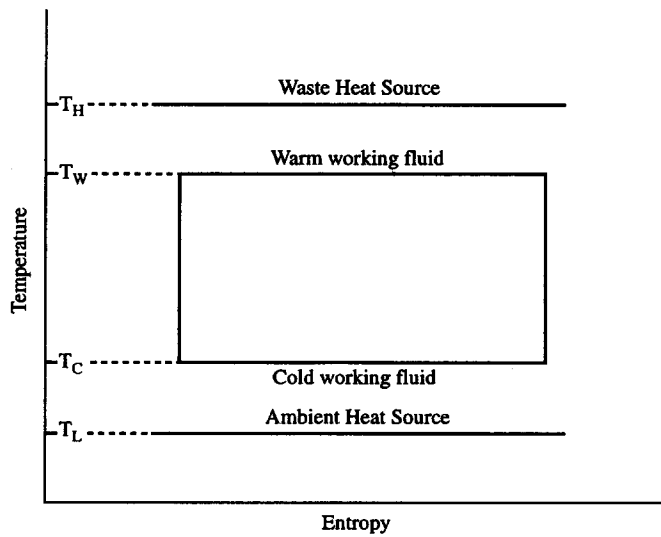 Waste Heat Source
T_H
Warm working fluid
T_W
Temperature
T_C
Cold working fluid
Ambient Heat Source
T_L
Entropy